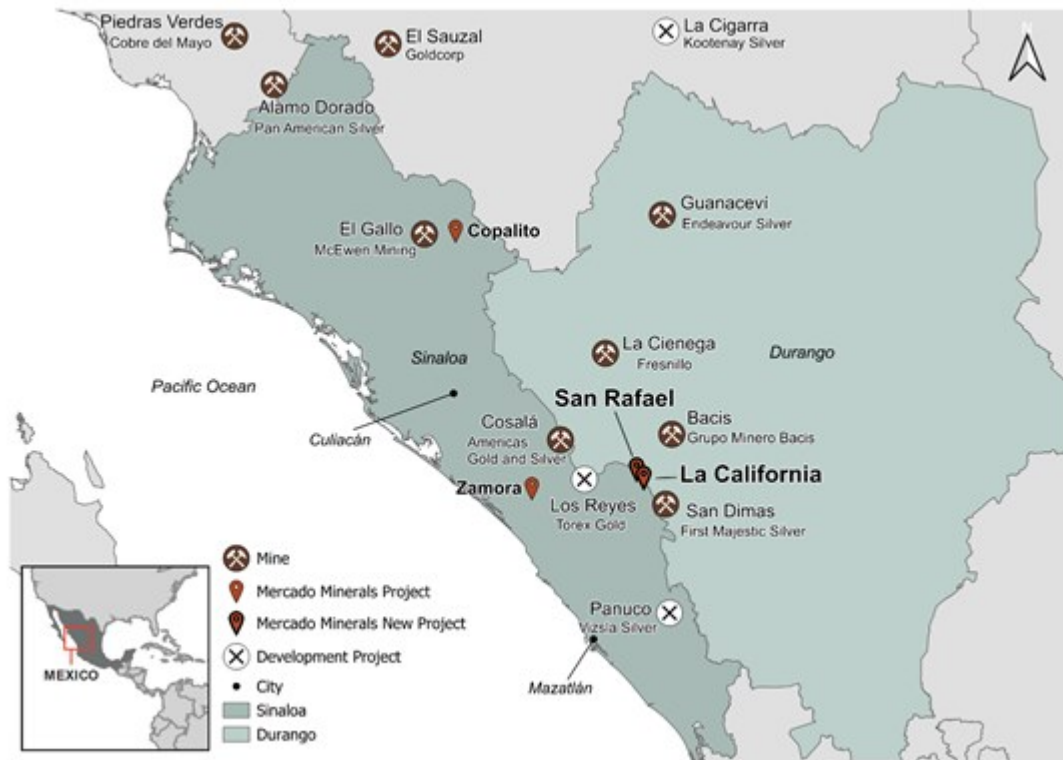 Piedras Verdes
Cobre del Mayo
El Sauzal
Goldcorp
La Cigarra
Kootenay Silver
N
Alamo Dorado
Pan American Silver
Guanaceví
Endeavour Silver
El Gallo
McEwen Mining
Copalito
La Cienega
Fresnillo
Durango
Sinaloa
Pacific Ocean
San Rafael
Culiacán
Cosalá
Americas
Gold and Silver
Bacis
Grupo Minero Bacis
La California
Zamora
Los Reyes
Torex Gold
San Dimas
First Majestic Silver
Panuco
Vizsla Silver
Mazatlán
Mine
Mercado Minerals Project
Mercado Minerals New Project
Development Project
City
Sinaloa
Durango
MEXICO